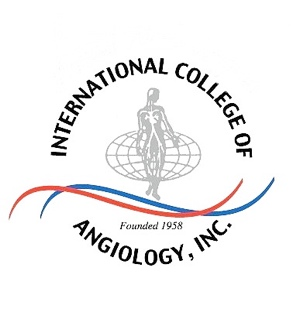 INTERNATIONAL COLLEGE OF
Founded 1958
ANGIOLOGY, INC.